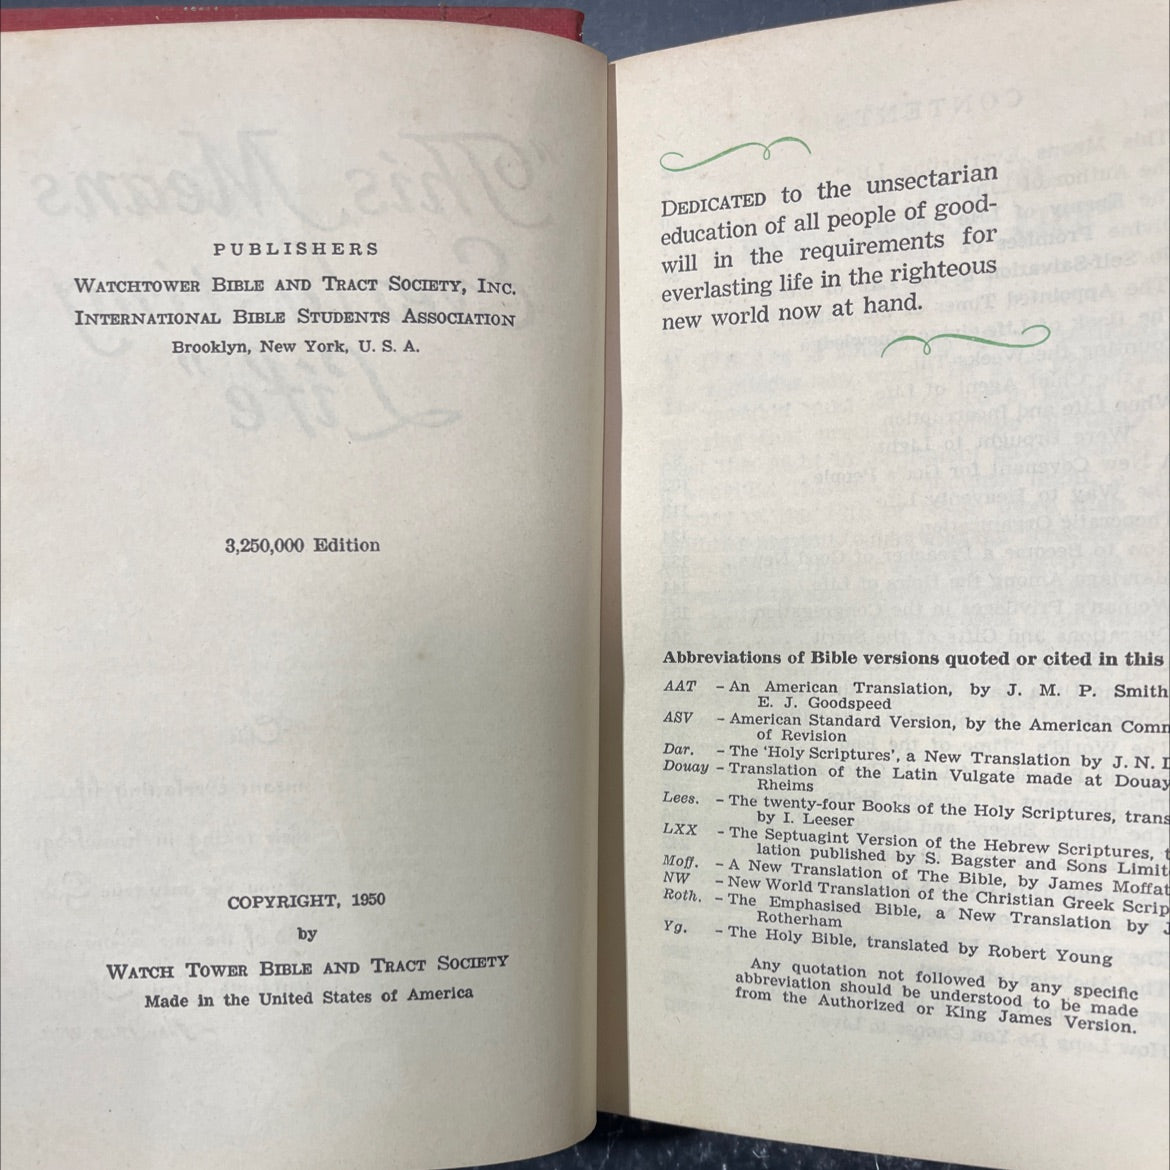 PUBLISHERS
WATCHTOWER BIBLE AND TRACT SOCIETY, INC.
INTERNATIONAL BIBLE STUDENTS ASSOCIATION
Brooklyn, New York, U. S. A.
3,250,000 Edition
COPYRIGHT, 1950
by
WATCH TOWER BIBLE AND TRACT SOCIETY
Made in the United States of America
DEDICATED to the unsectarian
education of all people of good-
will in the requirements for
everlasting life in the righteous
new world now at hand.
Abbreviations of Bible versions quoted or cited in this
AAT – An American Translation, by J. M. P. Smith
E. J. Goodspeed
ASV – American Standard Version, by the American Comm
of Revision
Dar. – The 'Holy Scriptures', a New Translation by J. N. D
Douay – Translation of the Latin Vulgate made at Douay
Rheims
Lees. – The twenty-four Books of the Holy Scriptures, trans
by I. Leeser
LXX – The Septuagint Version of the Hebrew Scriptures, t
lation published by S. Bagster and Sons Limit
Moff. – A New Translation of The Bible, by James Moffat
NW – New World Translation of the Christian Greek Scrip
Roth. – The Emphasised Bible, a New Translation by J
Rotherham
Yg. – The Holy Bible, translated by Robert Young
Any quotation not followed by any specific
abbreviation should be understood to be made
from the Authorized or King James Version.